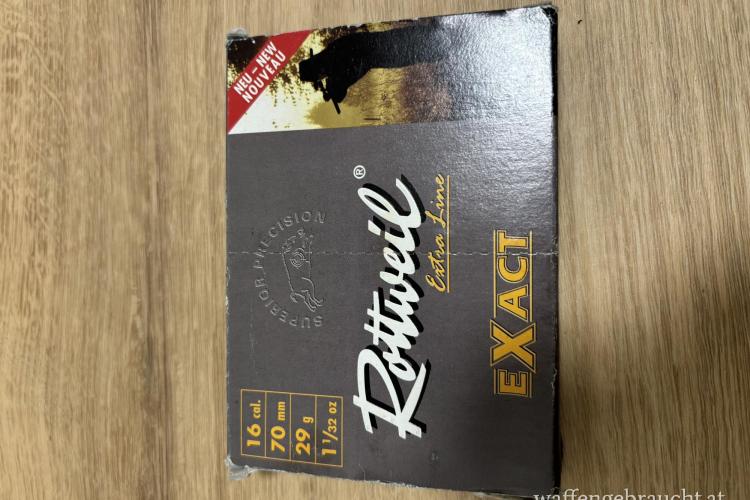 NEU – NEW
NOUVEAU
SUPERIOR PRECISION
Rottweil®
Extra Line
EXACT
16 cal.
70 mm
29 g
1 1/32 oz
waffengebraucht.at